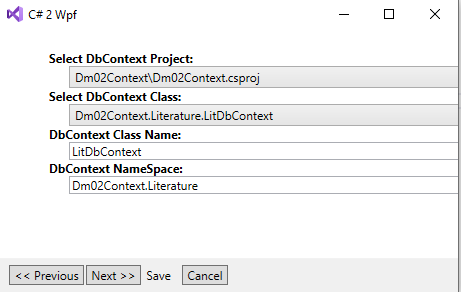 C# 2 Wpf
Select DbContext Project:
Dm02Context\Dm02Context.csproj
Select DbContext Class:
Dm02Context.Literature.LitDbContext
DbContext Class Name:
LitDbContext
DbContext NameSpace:
Dm02Context.Literature
<< Previous Next >> Save Cancel